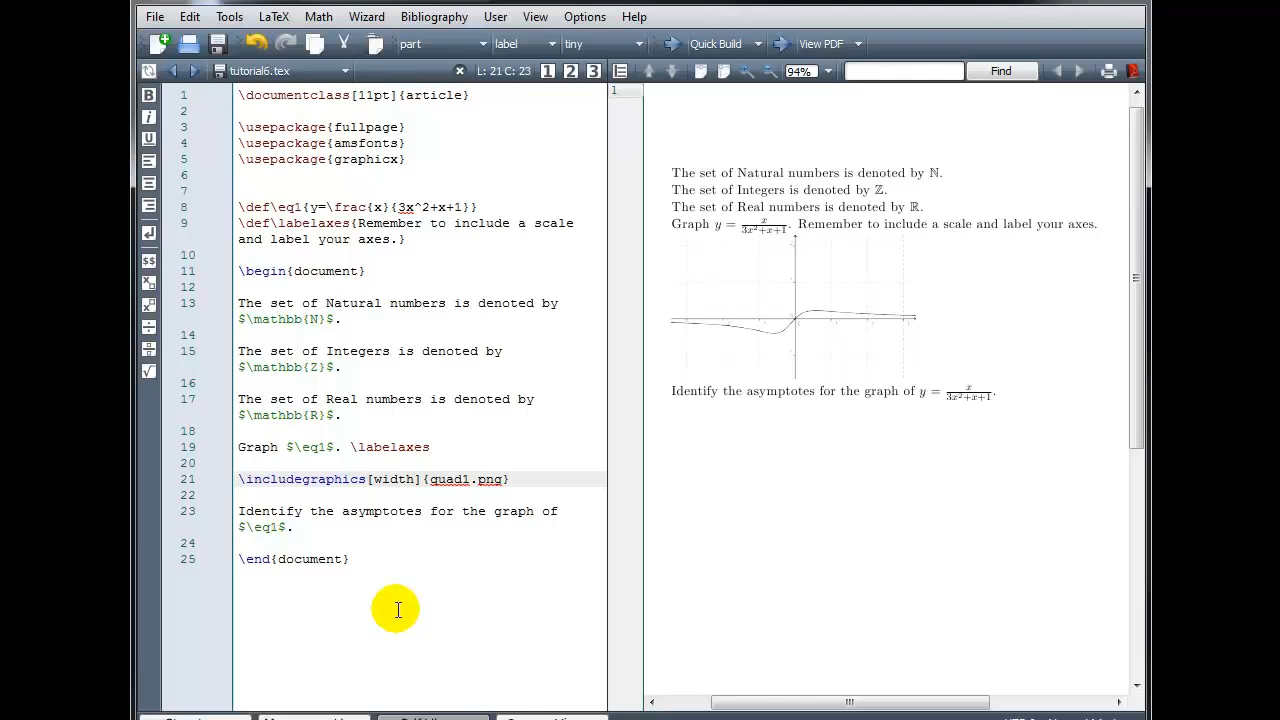 File Edit Tools LaTeX Math Wizard Bibliography User View Options Help
part label tiny Quick Build View PDF
tutorial6.tex L: 21 C: 23 1 2 3 94% Find
1 \documentclass[11pt]{article}
2
3 \usepackage{fullpage}
4 \usepackage{amsfonts}
5 \usepackage{graphicx}
6
7
8 \def\eq1{y=\frac{x}{3x^2+x+1}}
9 \def\labelaxes{Remember to include a scale
and label your axes.}
10
11 \begin{document}
12
13 The set of Natural numbers is denoted by
$\mathbb{N}$.
14
15 The set of Integers is denoted by
$\mathbb{Z}$.
16
17 The set of Real numbers is denoted by
$\mathbb{R}$.
18
19 Graph $\eq1$. \labelaxes
20
21 \includegraphics[width]{quad1.png}
22
23 Identify the asymptotes for the graph of
$\eq1$.
24
25 \end{document}
1
The set of Natural numbers is denoted by ℕ.
The set of Integers is denoted by ℤ.
The set of Real numbers is denoted by ℝ.
Graph y = x/(3x²+x+1). Remember to include a scale and label your axes.
Identify the asymptotes for the graph of y = x/(3x²+x+1).